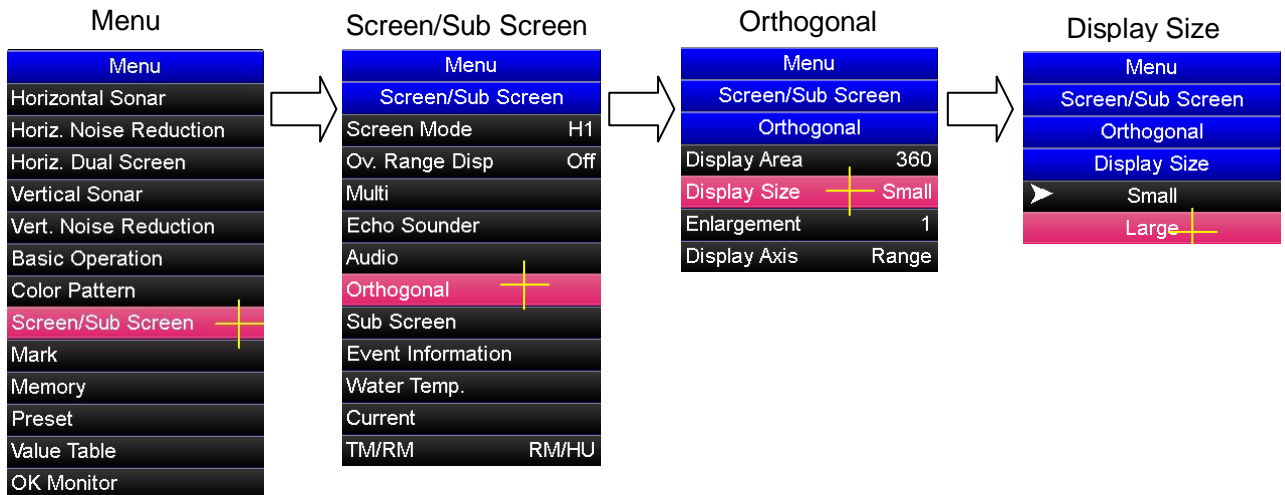 Menu
Menu
Horizontal Sonar
Horiz. Noise Reduction
Horiz. Dual Screen
Vertical Sonar
Vert. Noise Reduction
Basic Operation
Color Pattern
Screen/Sub Screen
Mark
Memory
Preset
Value Table
OK Monitor
Screen/Sub Screen
Menu
Screen/Sub Screen
Screen Mode H1
Ov. Range Disp Off
Multi
Echo Sounder
Audio
Orthogonal
Sub Screen
Event Information
Water Temp.
Current
TM/RM RM/HU
Orthogonal
Menu
Screen/Sub Screen
Orthogonal
Display Area 360
Display Size Small
Enlargement 1
Display Axis Range
Display Size
Menu
Screen/Sub Screen
Orthogonal
Display Size
Small
Large